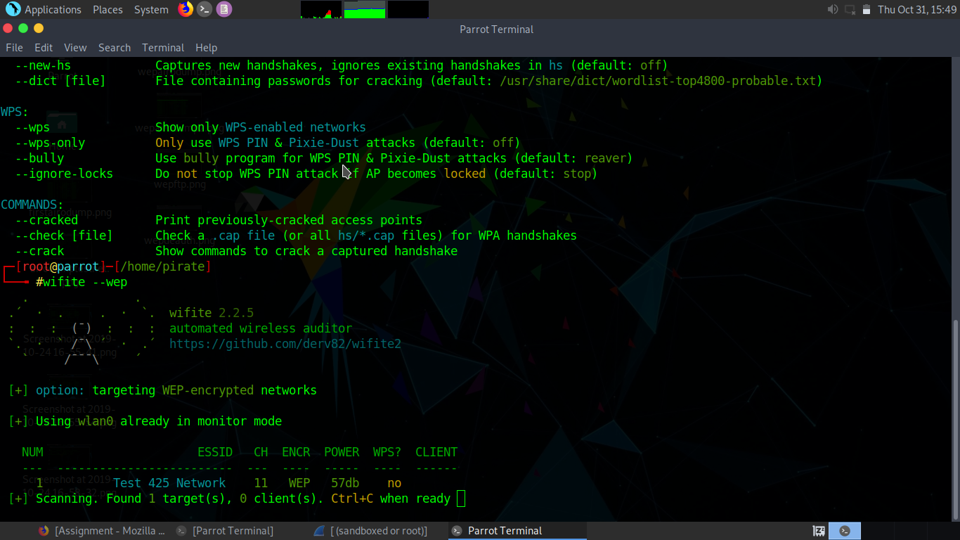 Applications Places System Thu Oct 31, 15:49
Parrot Terminal
File Edit View Search Terminal Help
--new-hs Captures new handshakes, ignores existing handshakes in hs (default: off)
--dict [file] File containing passwords for cracking (default: /usr/share/dict/wordlist-top4800-probable.txt)
WPS:
--wps Show only WPS-enabled networks
--wps-only Only use WPS PIN & Pixie-Dust attacks (default: off)
--bully Use bully program for WPS PIN & Pixie-Dust attacks (default: reaver)
--ignore-locks Do not stop WPS PIN attack if AP becomes locked (default: stop)
COMMANDS:
--cracked Print previously-cracked access points
--check [file] Check a .cap file (or all hs/*.cap files) for WPA handshakes
--crack Show commands to crack a captured handshake
[root@parrot]─[/home/pirate]
#wifite --wep
wifite 2.2.5
automated wireless auditor
https://github.com/derv82/wifite2
[+] option: targeting WEP-encrypted networks
[+] Using wlan0 already in monitor mode
NUM ESSID CH ENCR POWER WPS? CLIENT
--- ------------------------- --- ---- ----- ---- ------
1 Test 425 Network 11 WEP 57db no
[+] Scanning. Found 1 target(s), 0 client(s). Ctrl+C when ready
[Assignment - Mozilla ... [Parrot Terminal] [ (sandboxed or root)] Parrot Terminal